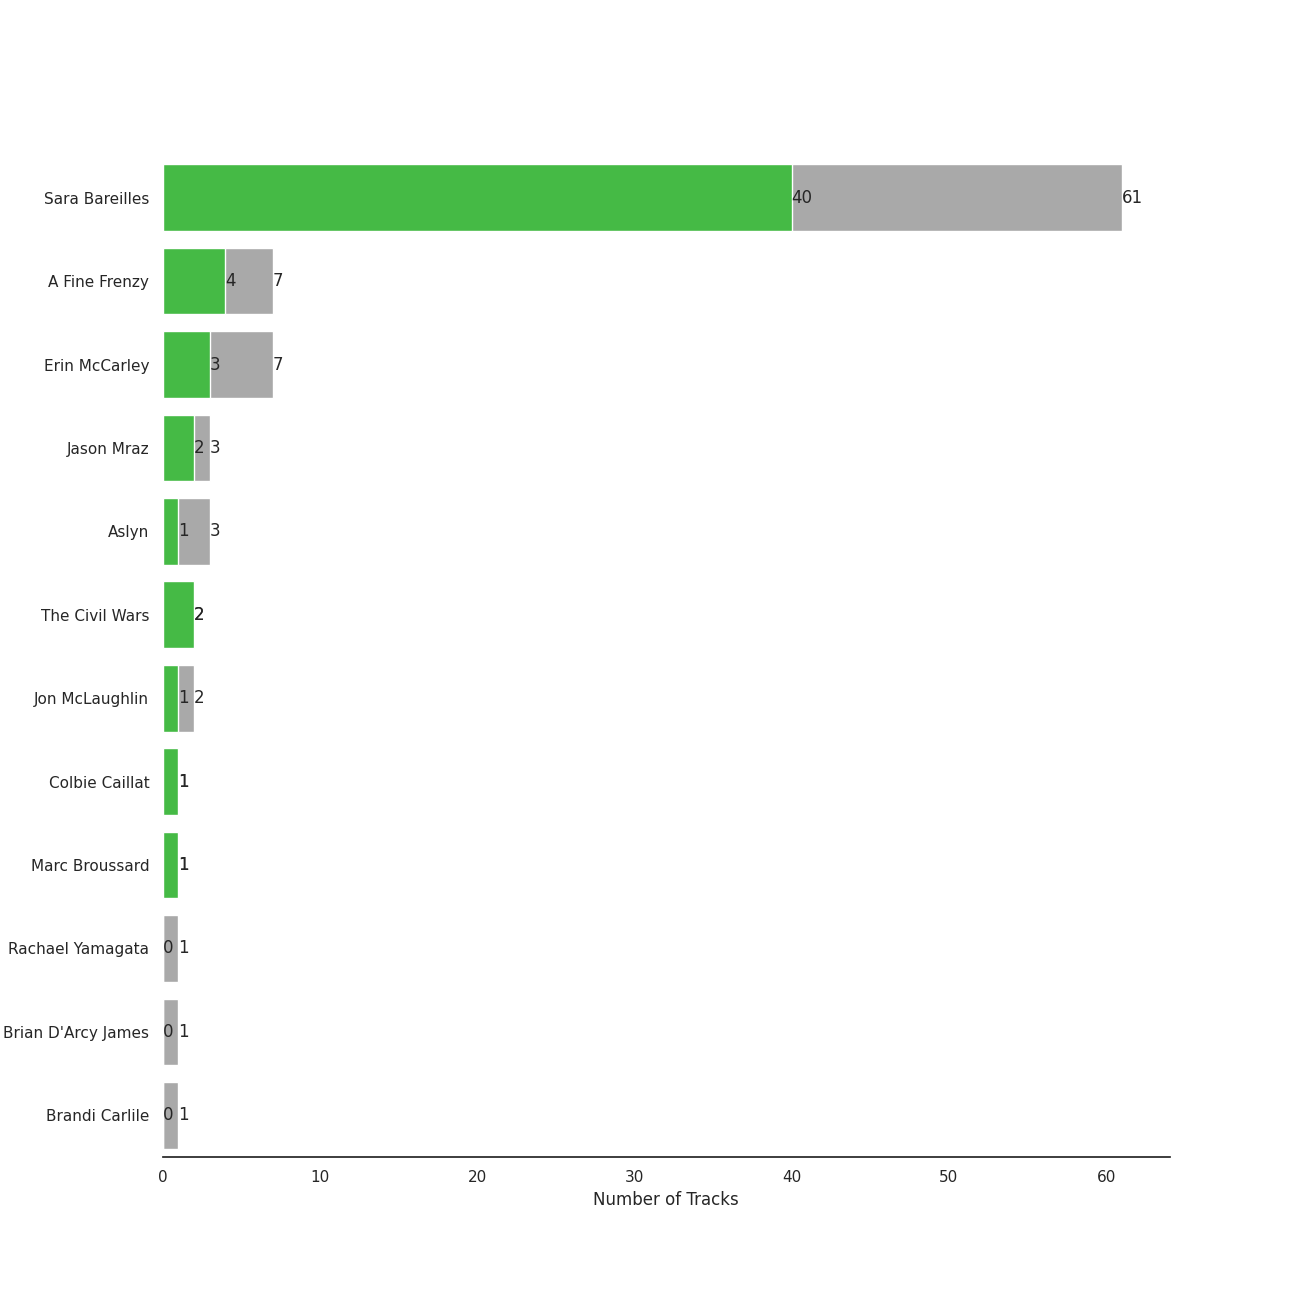 Sara Bareilles 40 61
A Fine Frenzy 4 7
Erin McCarley 3 7
Jason Mraz 2 3
Aslyn 1 3
The Civil Wars 2
Jon McLaughlin 1 2
Colbie Caillat 1
Marc Broussard 1
Rachael Yamagata 0 1
Brian D'Arcy James 0 1
Brandi Carlile 0 1
0 10 20 30 40 50 60
Number of Tracks